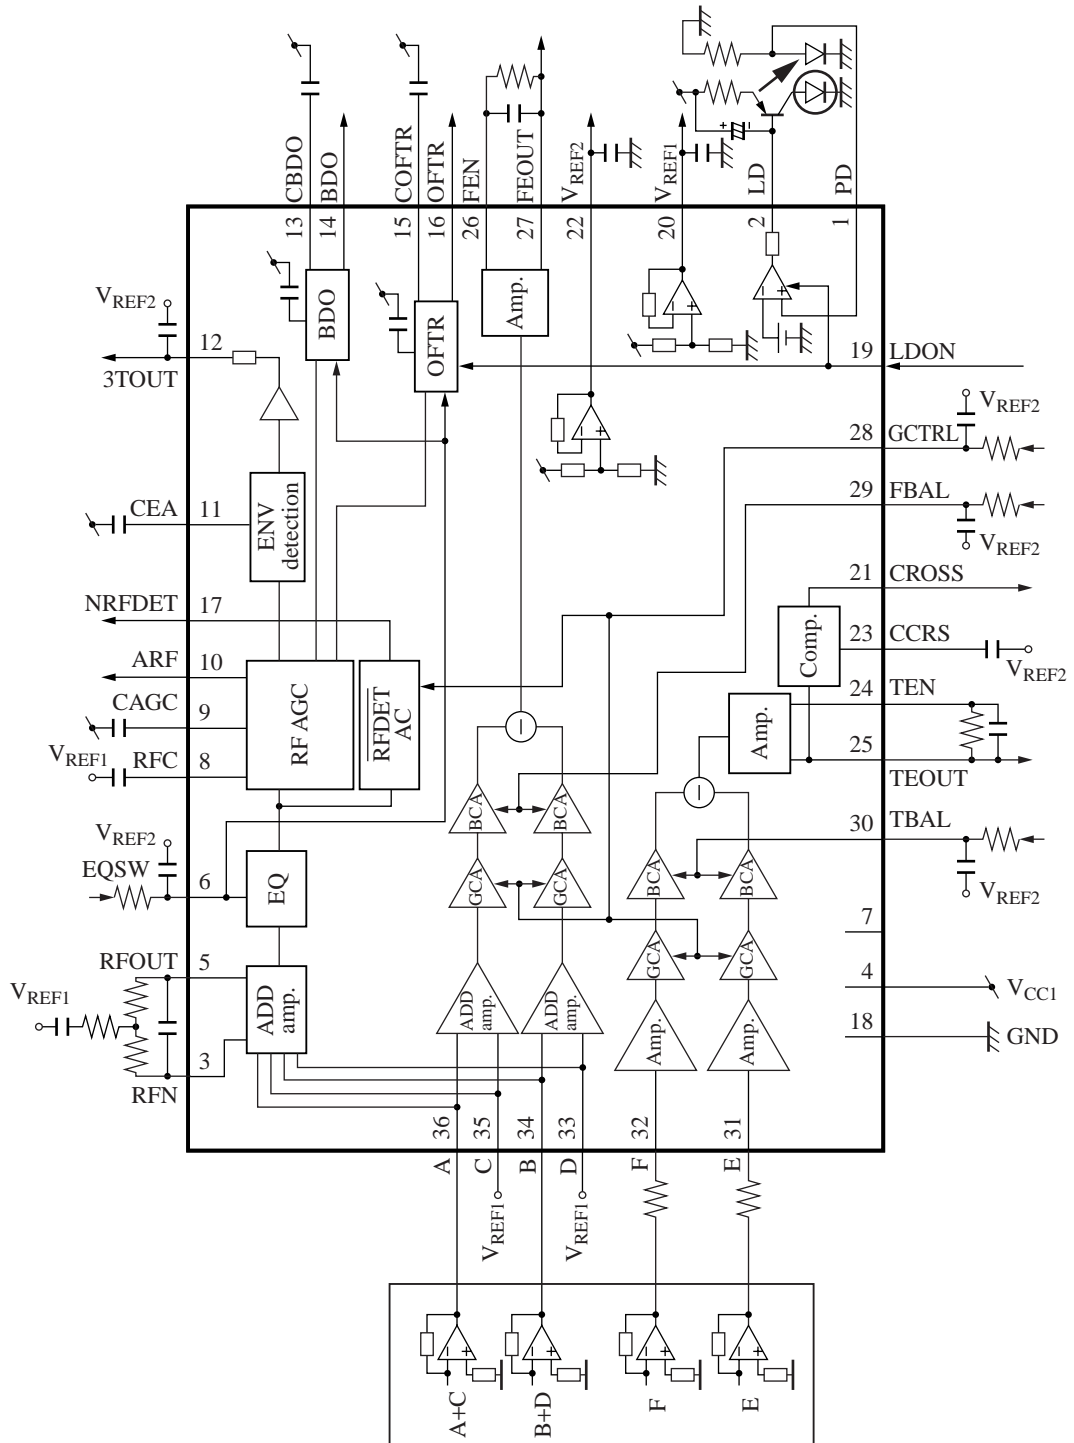 CBDO
13
BDO
14
COFTR
15
OFTR
16
FEN
26
FEOUT
27
VREF2
22
VREF1
20
LD
2
PD
1
+
−
VREF2
12
3TOUT
BDO
OFTR
Amp.
−
+
−
+
−
+
19
LDON
VREF2
28
GCTRL
29
FBAL
VREF2
CEA
11
ENV
detection
21
CROSS
NRFDET
17
Comp.
23
CCRS
VREF2
ARF
10
CAGC
9
VREF1
RFC
8
RF AGC
RFDET
AC
−
−
Amp.
24
TEN
25
TEOUT
BCA
BCA
VREF2
EQSW
6
EQ
GCA
GCA
BCA
BCA
30
TBAL
VREF2
7
RFOUT
5
VREF1
ADD
amp.
3
RFN
ADD
amp.
ADD
amp.
GCA
GCA
Amp.
Amp.
4
VCC1
18
GND
36
A
35
C
34
B
33
D
32
F
31
E
VREF1
VREF1
−
+
−
+
−
+
−
+
A+C
B+D
F
E